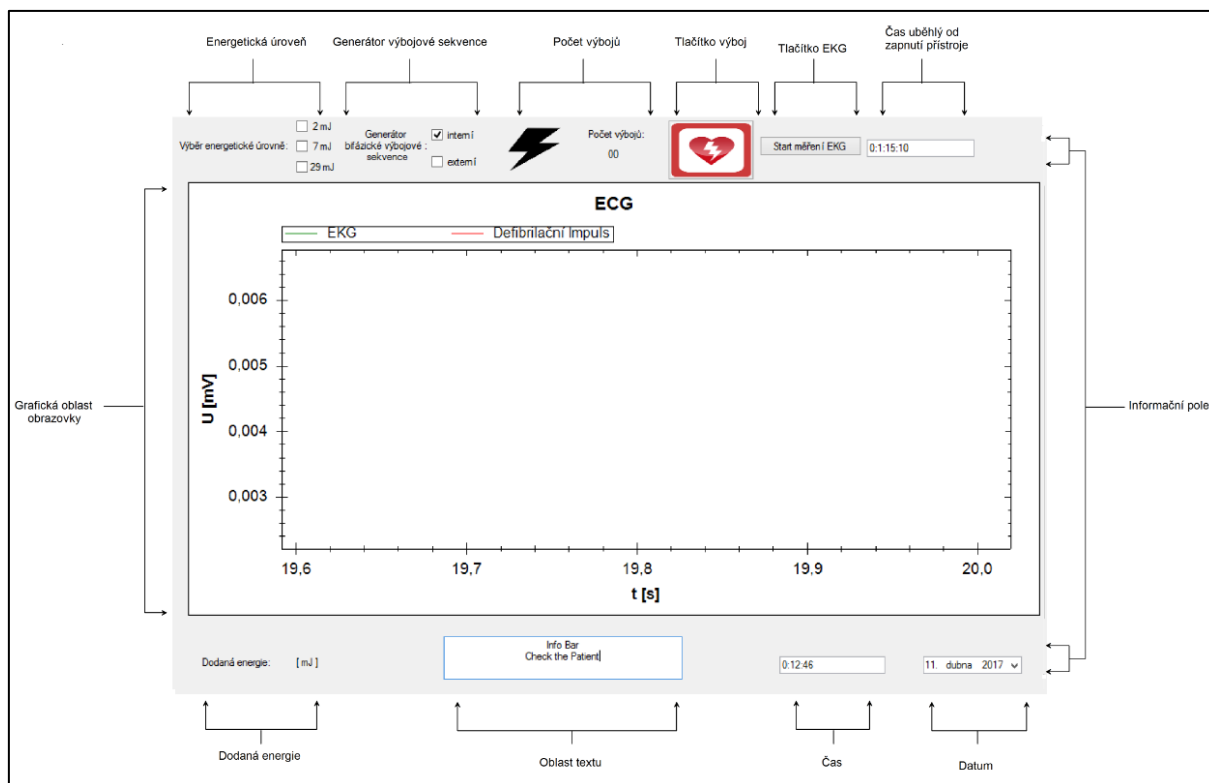 Energetická úroveň
Generátor výbojové sekvence
Počet výbojů
Tlačítko výboj
Tlačítko EKG
Čas uběhlý od
zapnutí přístroje
Výběr energetické úrovně:
2 mJ
7 mJ
29 mJ
Generátor
bifázické výbojové :
sekvence
interní
externí
Počet výbojů:
00
Start měření EKG
0:1:15:10
ECG
EKG
Defibrilační Impuls
0,006
0,005
0,004
0,003
U [mV]
19,6
19,7
19,8
19,9
20,0
t [s]
Grafická oblast
obrazovky
Informační pole
Dodaná energie:
[ mJ ]
Info Bar
Check the Patient
0:12:46
11. dubna 2017
Dodaná energie
Oblast textu
Čas
Datum